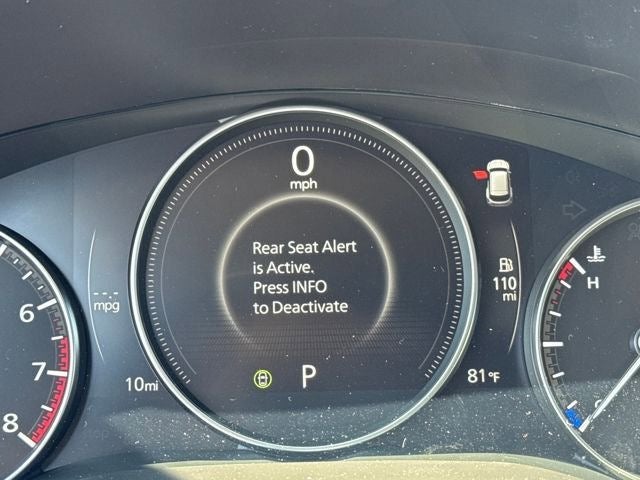 0
mph
Rear Seat Alert
is Active.
Press INFO
to Deactivate
6
7
8
mpg
10mi
P
110
mi
81°F
H